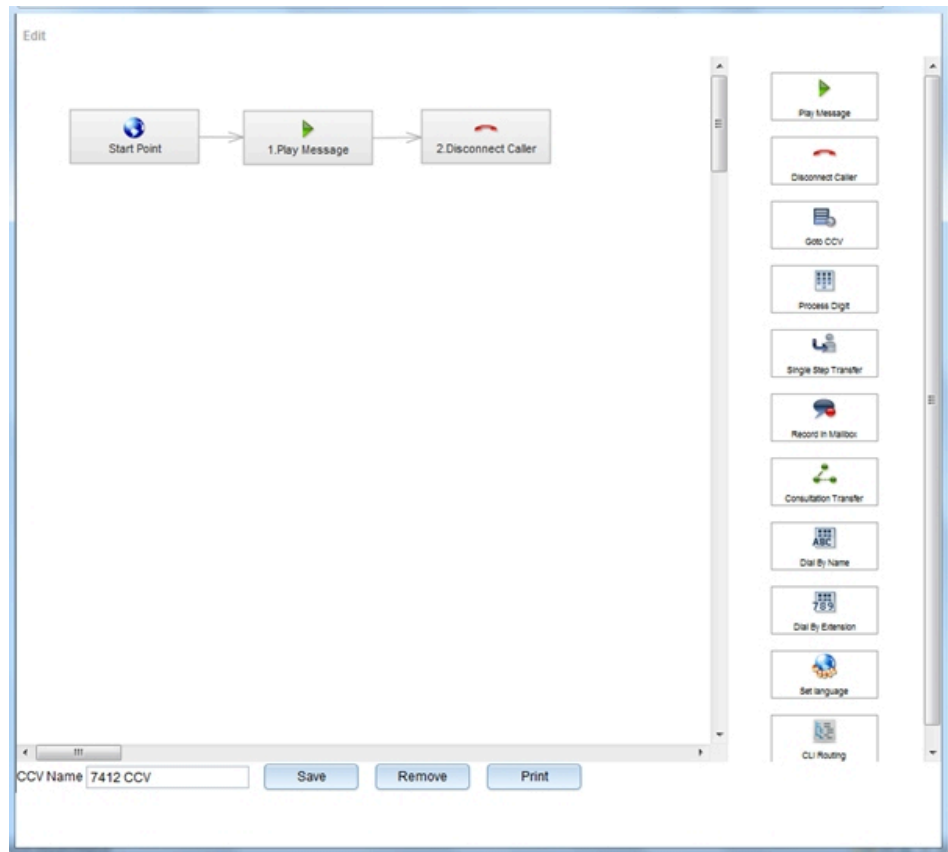 Edit
Start Point
1.Play Message
2.Disconnect Caller
Play Message
Disconnect Caller
Goto CCV
Process Digit
Single Step Transfer
Record In Mailbox
Consultation Transfer
ABC
Dial By Name
789
Dial By Extension
Set language
CLI Routing
CCV Name 7412 CCV Save Remove Print